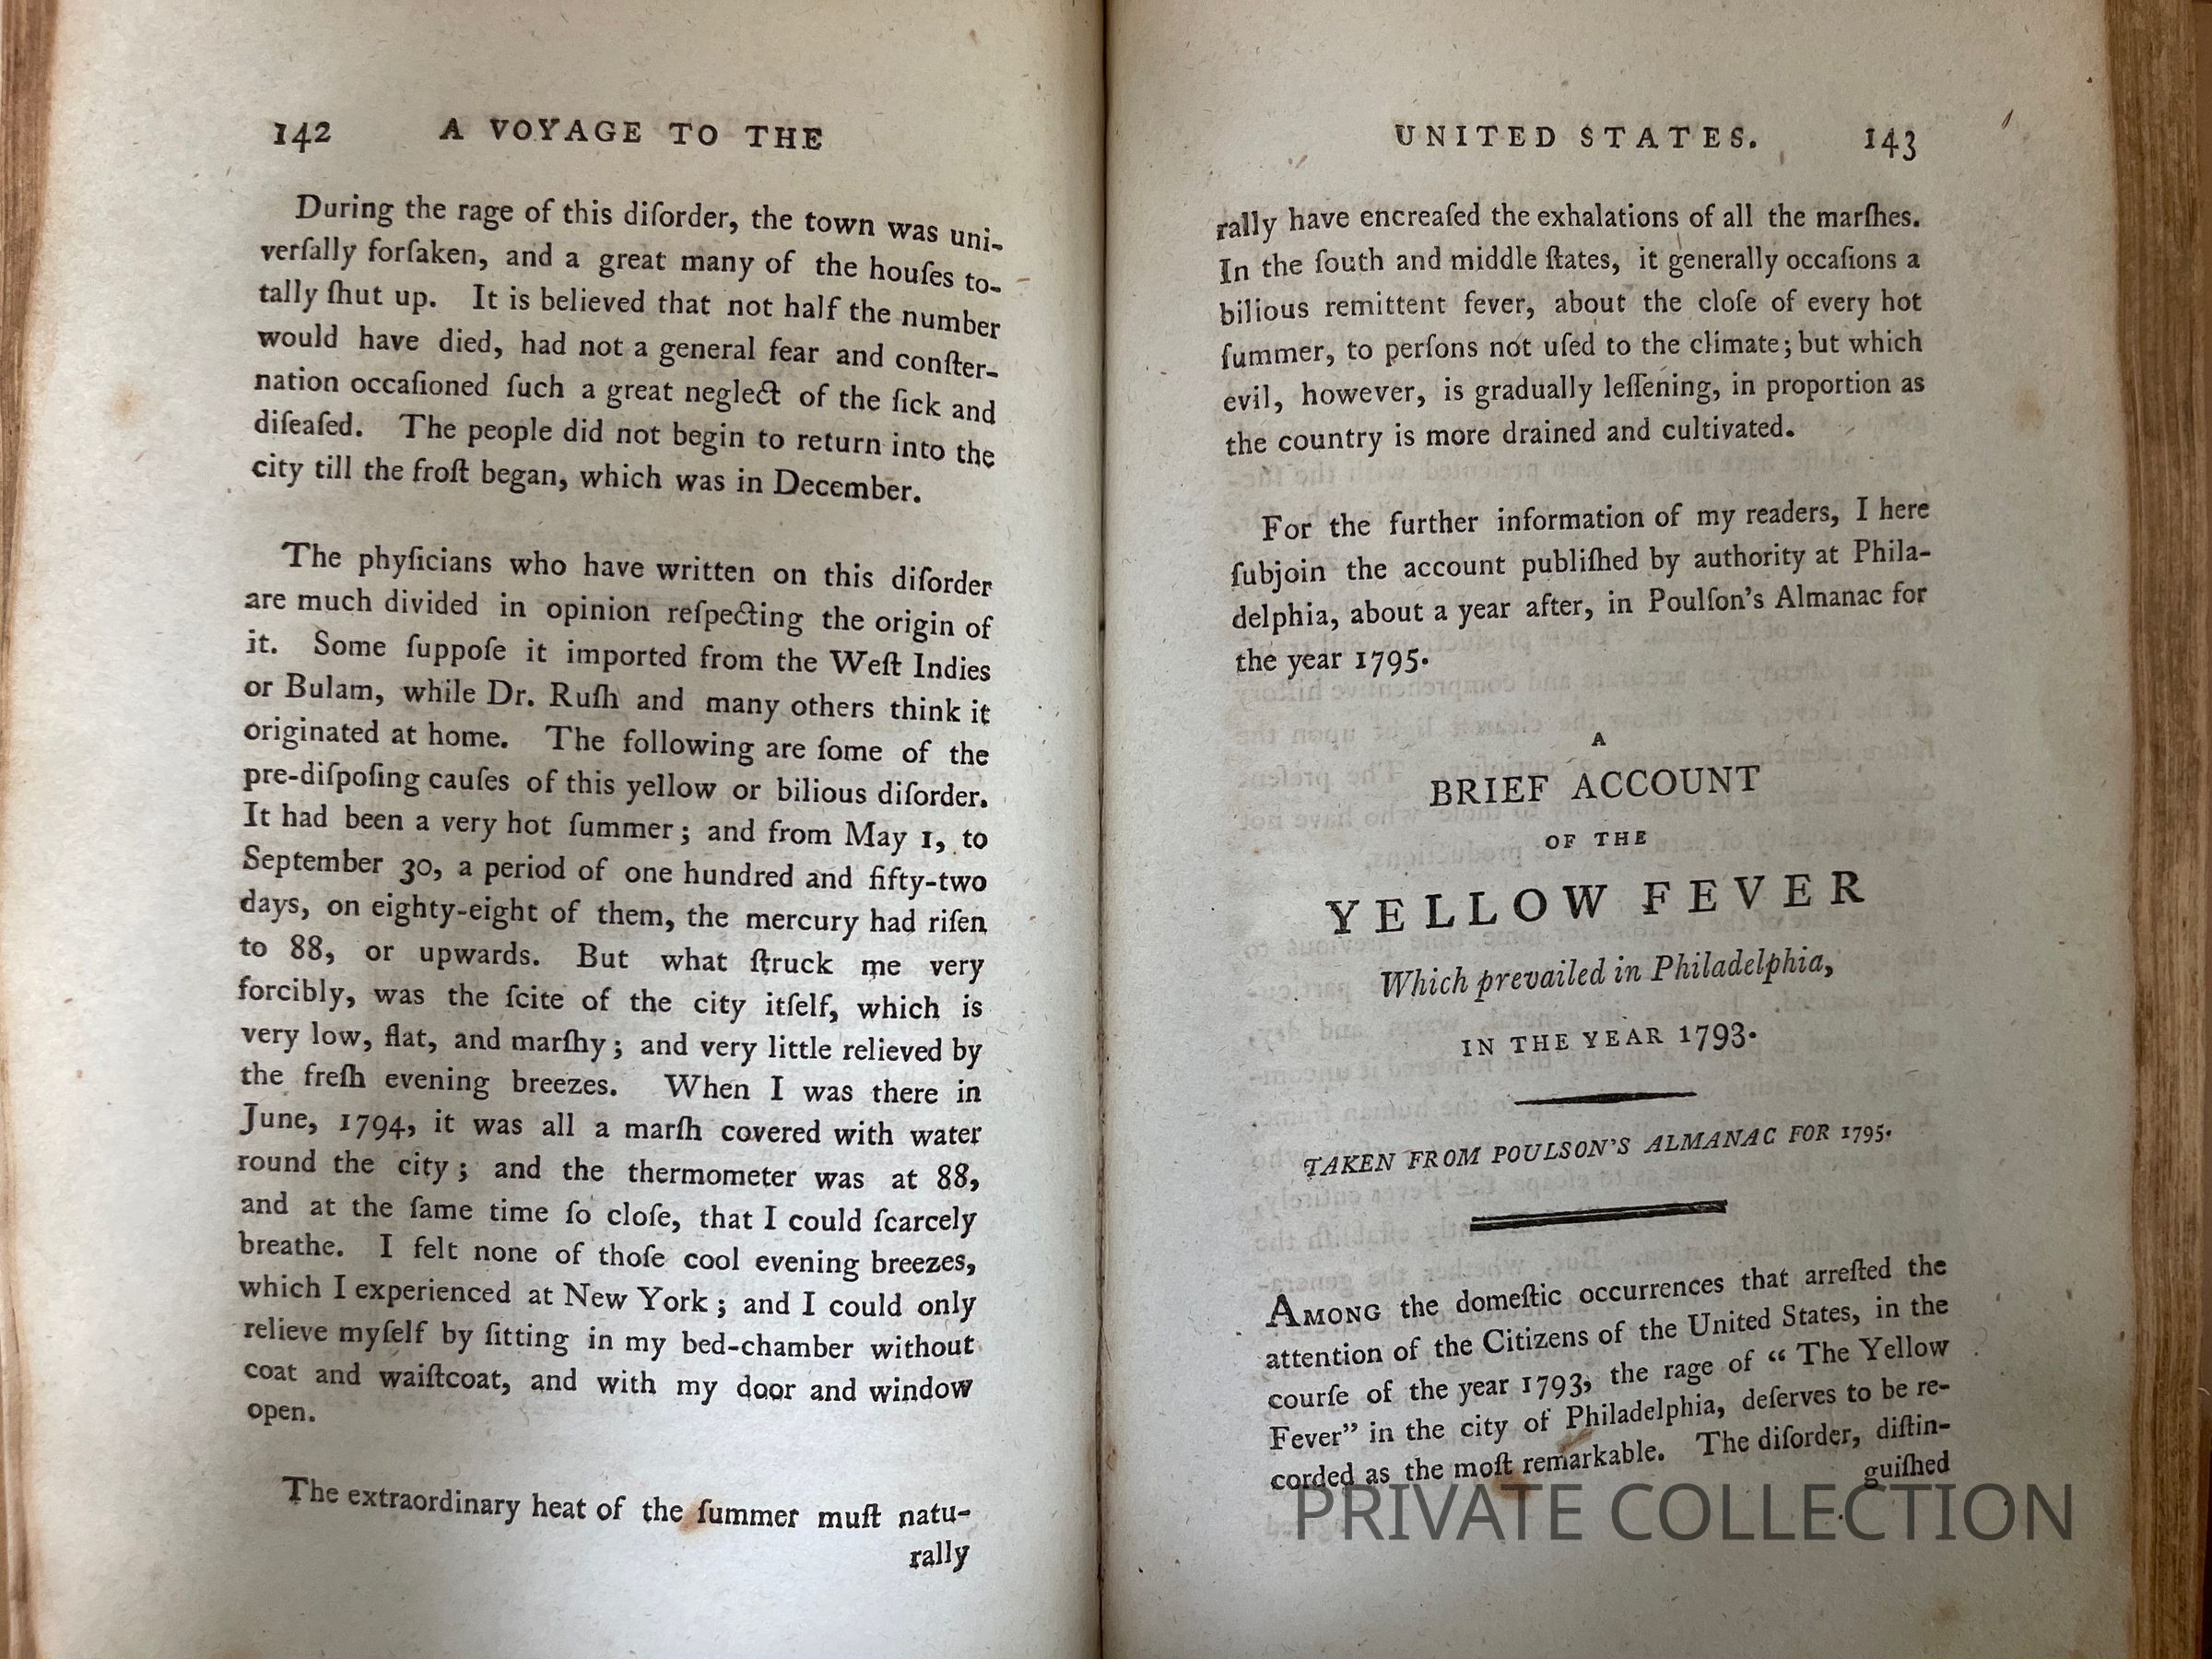 142 A VOYAGE TO THE
During the rage of this diſorder, the town was uni-
verſally forſaken, and a great many of the houſes to-
tally ſhut up. It is believed that not half the number
would have died, had not a general fear and conſter-
nation occaſioned ſuch a great neglect of the ſick and
diſeaſed. The people did not begin to return into the
city till the froſt began, which was in December.
The phyſicians who have written on this diſorder
are much divided in opinion reſpecting the origin of
it. Some ſuppoſe it imported from the Weſt Indies
or Bulam, while Dr. Ruſh and many others think it
originated at home. The following are ſome of the
pre-diſpoſing cauſes of this yellow or bilious diſorder.
It had been a very hot ſummer; and from May 1, to
September 30, a period of one hundred and fifty-two
days, on eighty-eight of them, the mercury had riſen
to 88, or upwards. But what ſtruck me very
forcibly, was the ſcite of the city itſelf, which is
very low, flat, and marſhy; and very little relieved by
the freſh evening breezes. When I was there in
June, 1794, it was all a marſh covered with water
round the city; and the thermometer was at 88,
and at the ſame time ſo cloſe, that I could ſcarcely
breathe. I felt none of thoſe cool evening breezes,
which I experienced at New York; and I could only
relieve myſelf by ſitting in my bed-chamber without
coat and waiſtcoat, and with my door and window
open.
The extraordinary heat of the ſummer muſt natu-
rally
UNITED STATES. 143
rally have encreaſed the exhalations of all the marſhes.
In the ſouth and middle ſtates, it generally occaſions a
bilious remittent fever, about the cloſe of every hot
ſummer, to perſons not uſed to the climate; but which
evil, however, is gradually leſſening, in proportion as
the country is more drained and cultivated.
For the further information of my readers, I here
ſubjoin the account publiſhed by authority at Phila-
delphia, about a year after, in Poulſon's Almanac for
the year 1795.
A
BRIEF ACCOUNT
OF THE
YELLOW FEVER
Which prevailed in Philadelphia,
IN THE YEAR 1793.
TAKEN FROM POULSON'S ALMANAC FOR 1795.
AMONG the domeſtic occurrences that arreſted the
attention of the Citizens of the United States, in the
courſe of the year 1793, the rage of “ The Yellow
Fever” in the city of Philadelphia, deſerves to be re-
corded as the moſt remarkable. The diſorder, diſtin-
guiſhed
PRIVATE COLLECTION